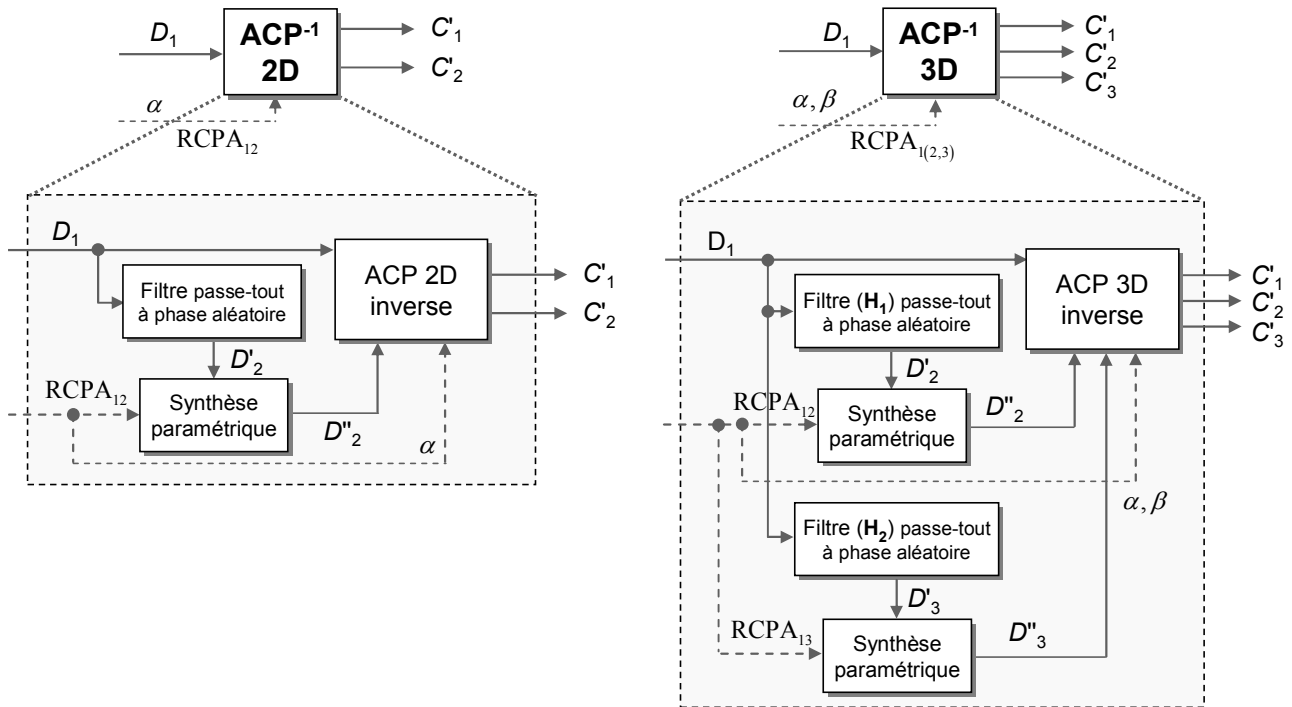 D₁
ACP⁻¹
2D
C'₁
C'₂
α
RCPA₁₂
D₁
Filtre passe-tout
à phase aléatoire
ACP 2D
inverse
C'₁
C'₂
D'₂
RCPA₁₂
Synthèse
paramétrique
D''₂
α
D₁
ACP⁻¹
3D
C'₁
C'₂
C'₃
α, β
RCPA₁(₂,₃)
D₁
Filtre (H₁) passe-tout
à phase aléatoire
ACP 3D
inverse
C'₁
C'₂
C'₃
D'₂
RCPA₁₂
Synthèse
paramétrique
D''₂
α, β
Filtre (H₂) passe-tout
à phase aléatoire
D'₃
RCPA₁₃
Synthèse
paramétrique
D''₃